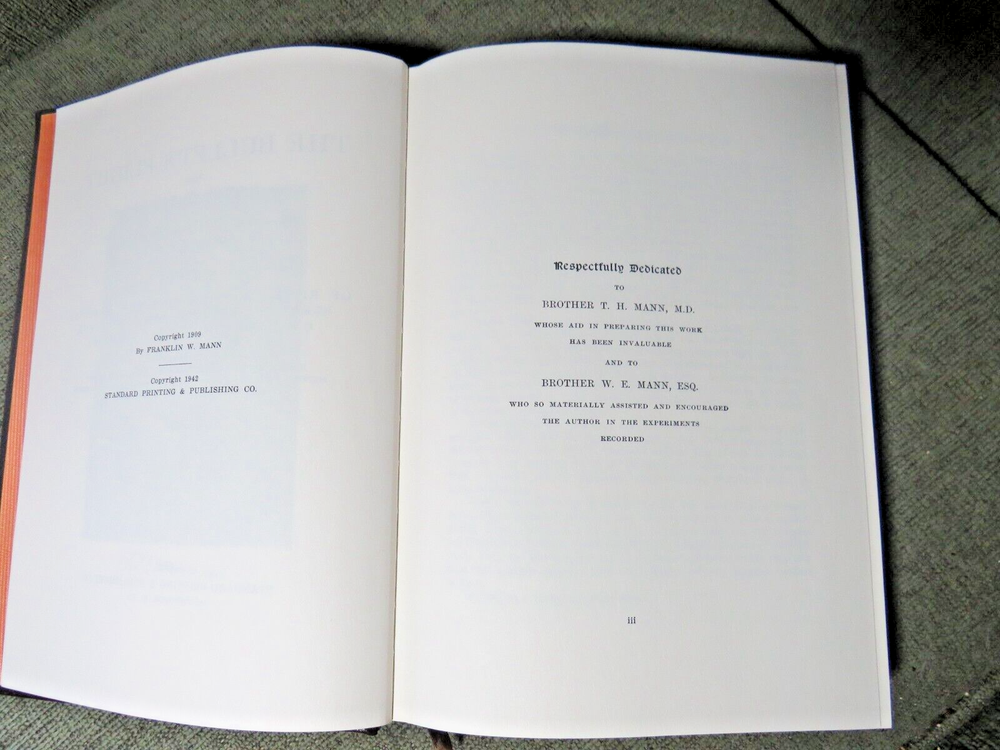 Copyright 1909
By FRANKLIN W. MANN
Copyright 1942
STANDARD PRINTING & PUBLISHING CO.
Respectfully Dedicated
TO
BROTHER T. H. MANN, M.D.
WHOSE AID IN PREPARING THIS WORK
HAS BEEN INVALUABLE
AND TO
BROTHER W. E. MANN, ESQ.
WHO SO MATERIALLY ASSISTED AND ENCOURAGED
THE AUTHOR IN THE EXPERIMENTS
RECORDED
iii